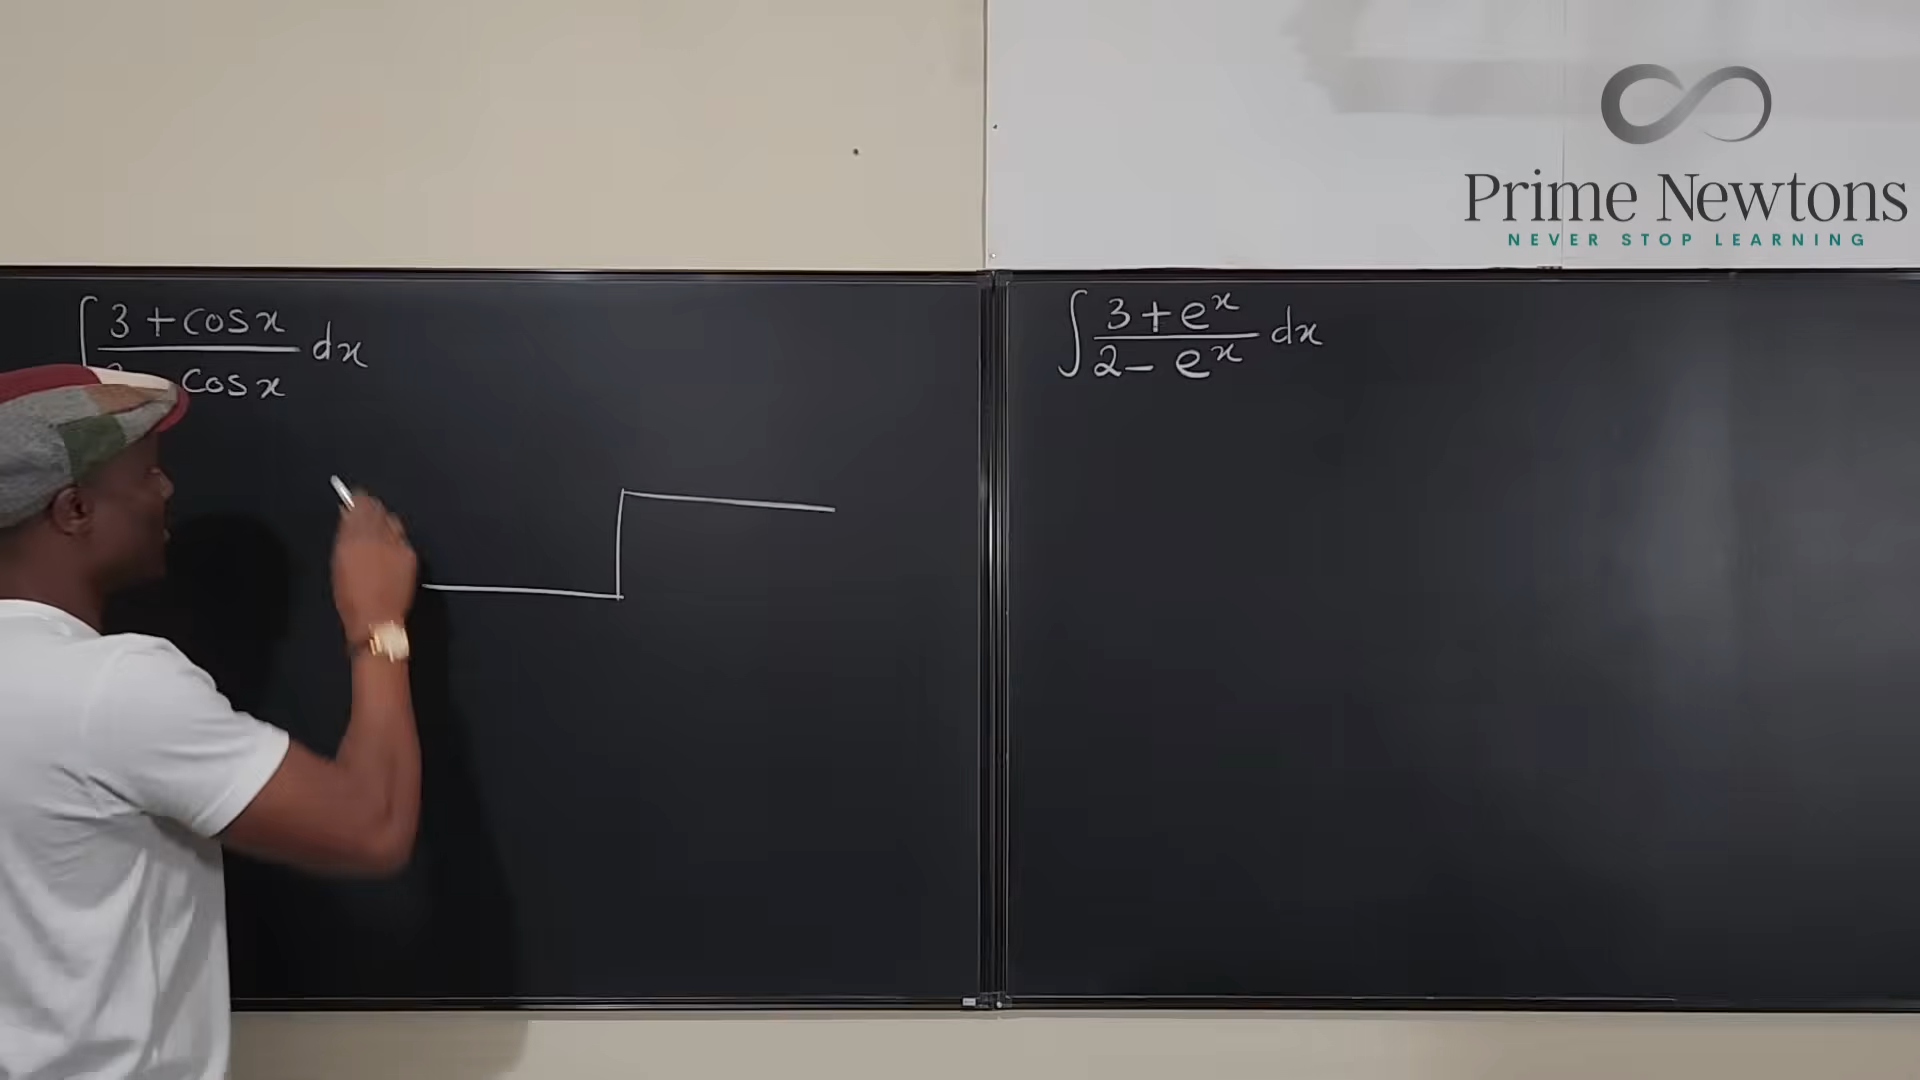 Prime Newtons
NEVER STOP LEARNING
∫ 3 + cos x
cos x
dx
∫ 3 + e^x
2 - e^x
dx